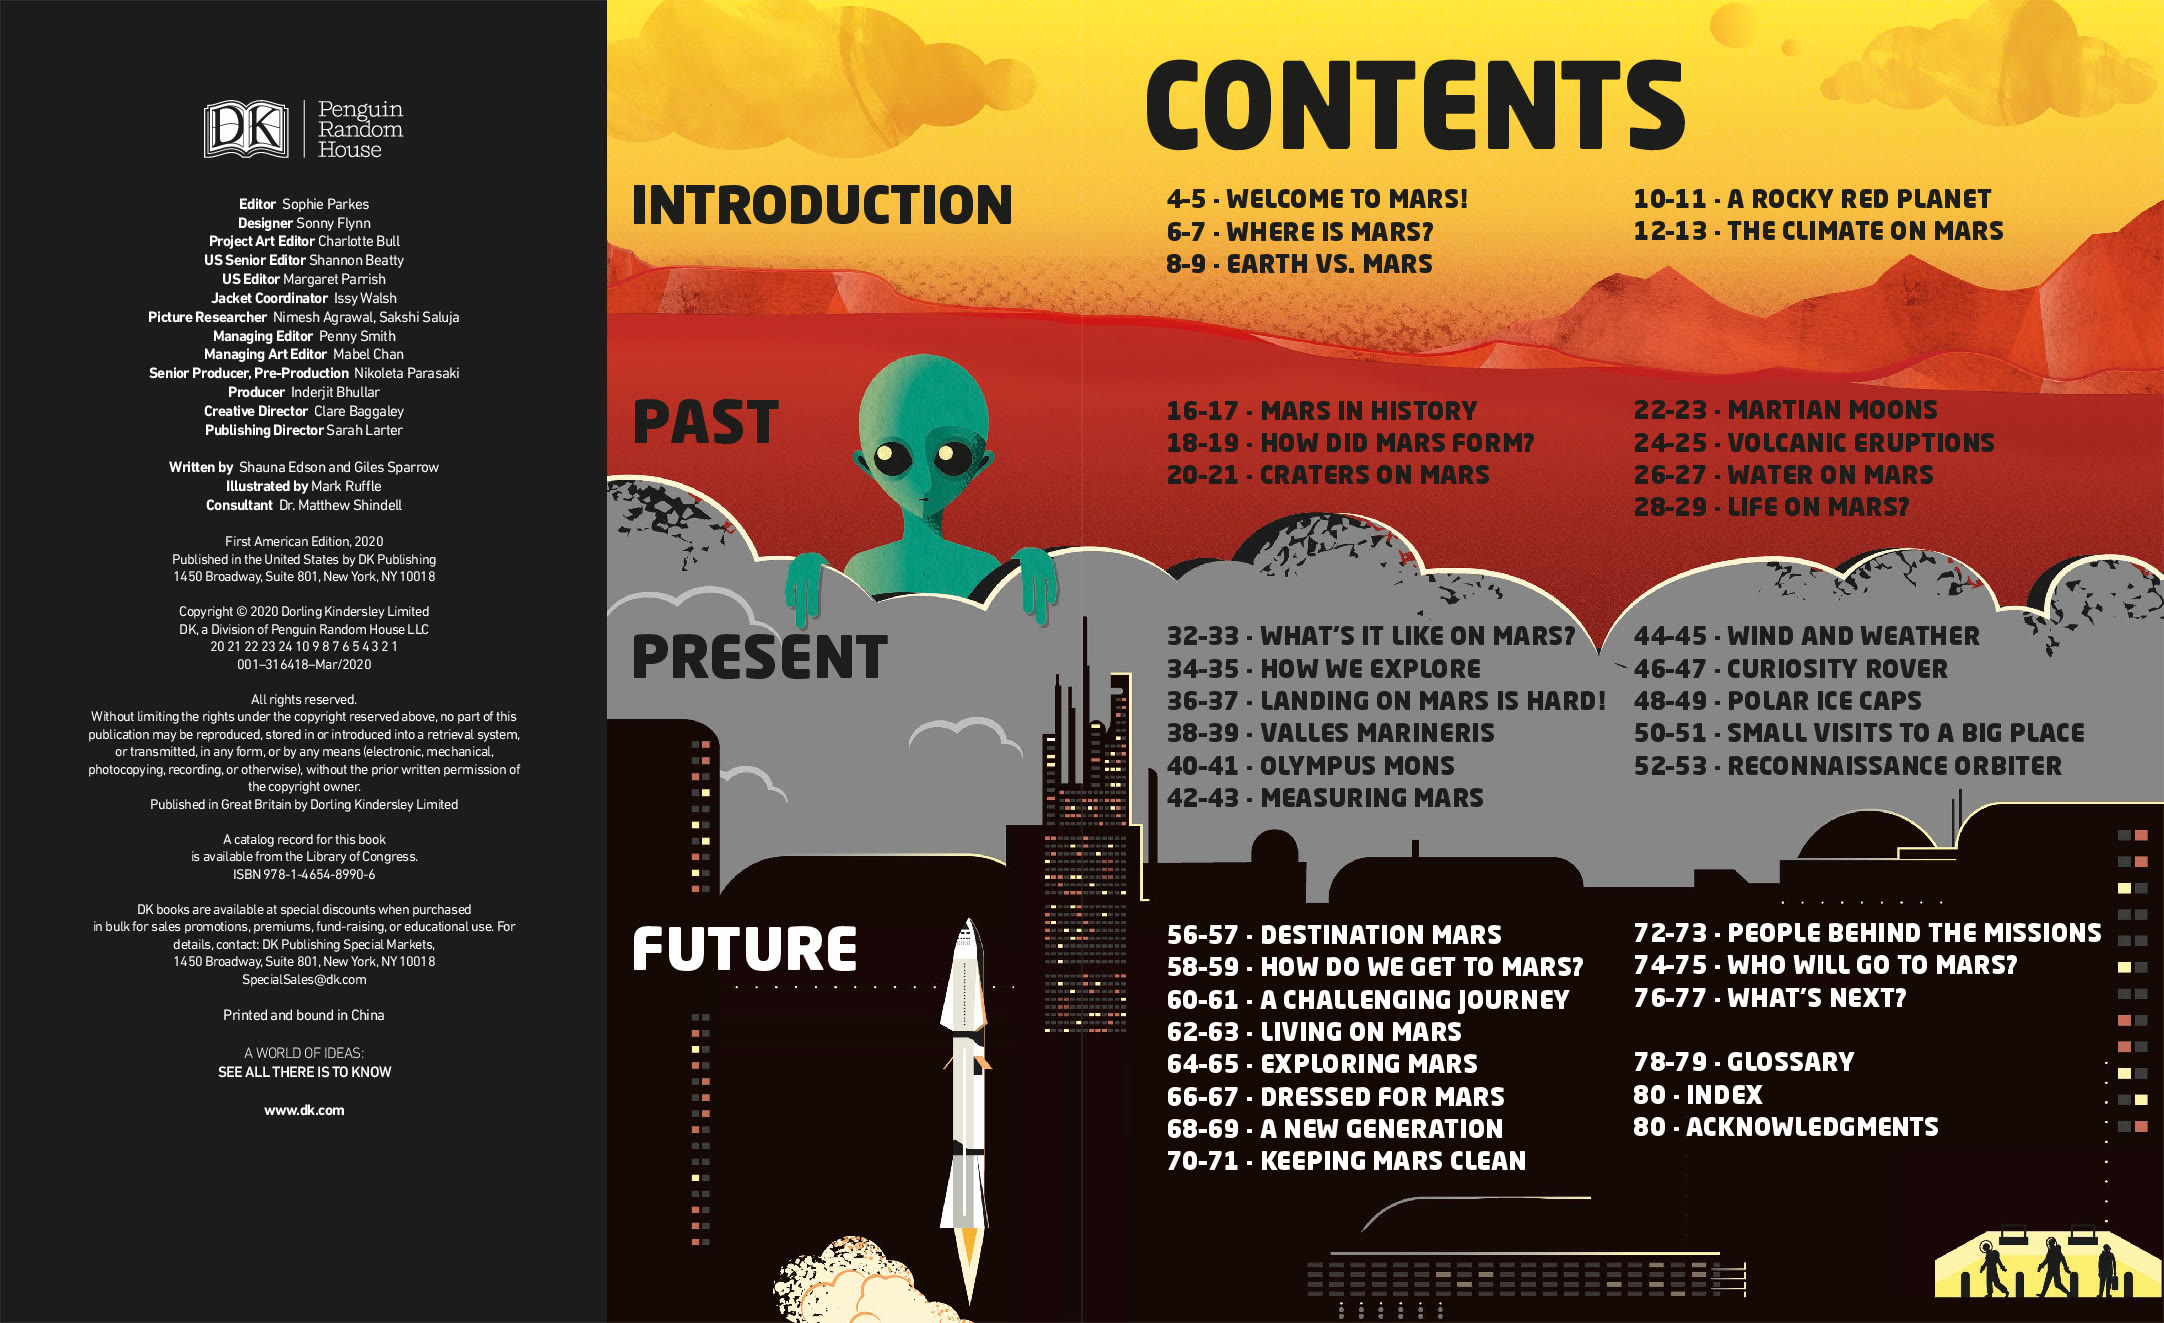 DK
Penguin
Random
House
Editor Sophie Parkes
Designer Sonny Flynn
Project Art Editor Charlotte Bull
US Senior Editor Shannon Beatty
US Editor Margaret Parrish
Jacket Coordinator Issy Walsh
Picture Researcher Nimesh Agrawal, Sakshi Saluja
Managing Editor Penny Smith
Managing Art Editor Mabel Chan
Senior Producer, Pre-Production Nikoleta Parasaki
Producer Inderjit Bhullar
Creative Director Clare Baggaley
Publishing Director Sarah Larter
Written by Shauna Edson and Giles Sparrow
Illustrated by Mark Ruffle
Consultant Dr. Matthew Shindell
First American Edition, 2020
Published in the United States by DK Publishing
1450 Broadway, Suite 801, New York, NY 10018
Copyright © 2020 Dorling Kindersley Limited
DK, a Division of Penguin Random House LLC
20 21 22 23 24 10 9 8 7 6 5 4 3 2 1
001–316418–Mar/2020
All rights reserved.
Without limiting the rights under the copyright reserved above, no part of this
publication may be reproduced, stored in or introduced into a retrieval system,
or transmitted, in any form, or by any means (electronic, mechanical,
photocopying, recording, or otherwise), without the prior written permission of
the copyright owner.
Published in Great Britain by Dorling Kindersley Limited
A catalog record for this book
is available from the Library of Congress.
ISBN 978-1-4654-8990-6
DK books are available at special discounts when purchased
in bulk for sales promotions, premiums, fund-raising, or educational use. For
details, contact: DK Publishing Special Markets,
1450 Broadway, Suite 801, New York, NY 10018
SpecialSales@dk.com
Printed and bound in China
A WORLD OF IDEAS:
SEE ALL THERE IS TO KNOW
www.dk.com
CONTENTS
INTRODUCTION
4-5 · WELCOME TO MARS!
6-7 · WHERE IS MARS?
8-9 · EARTH VS. MARS
10-11 · A ROCKY RED PLANET
12-13 · THE CLIMATE ON MARS
PAST
16-17 · MARS IN HISTORY
18-19 · HOW DID MARS FORM?
20-21 · CRATERS ON MARS
22-23 · MARTIAN MOONS
24-25 · VOLCANIC ERUPTIONS
26-27 · WATER ON MARS
28-29 · LIFE ON MARS?
PRESENT
32-33 · WHAT'S IT LIKE ON MARS?
34-35 · HOW WE EXPLORE
36-37 · LANDING ON MARS IS HARD!
38-39 · VALLES MARINERIS
40-41 · OLYMPUS MONS
42-43 · MEASURING MARS
44-45 · WIND AND WEATHER
46-47 · CURIOSITY ROVER
48-49 · POLAR ICE CAPS
50-51 · SMALL VISITS TO A BIG PLACE
52-53 · RECONNAISSANCE ORBITER
FUTURE
56-57 · DESTINATION MARS
58-59 · HOW DO WE GET TO MARS?
60-61 · A CHALLENGING JOURNEY
62-63 · LIVING ON MARS
64-65 · EXPLORING MARS
66-67 · DRESSED FOR MARS
68-69 · A NEW GENERATION
70-71 · KEEPING MARS CLEAN
72-73 · PEOPLE BEHIND THE MISSIONS
74-75 · WHO WILL GO TO MARS?
76-77 · WHAT'S NEXT?
78-79 · GLOSSARY
80 · INDEX
80 · ACKNOWLEDGMENTS